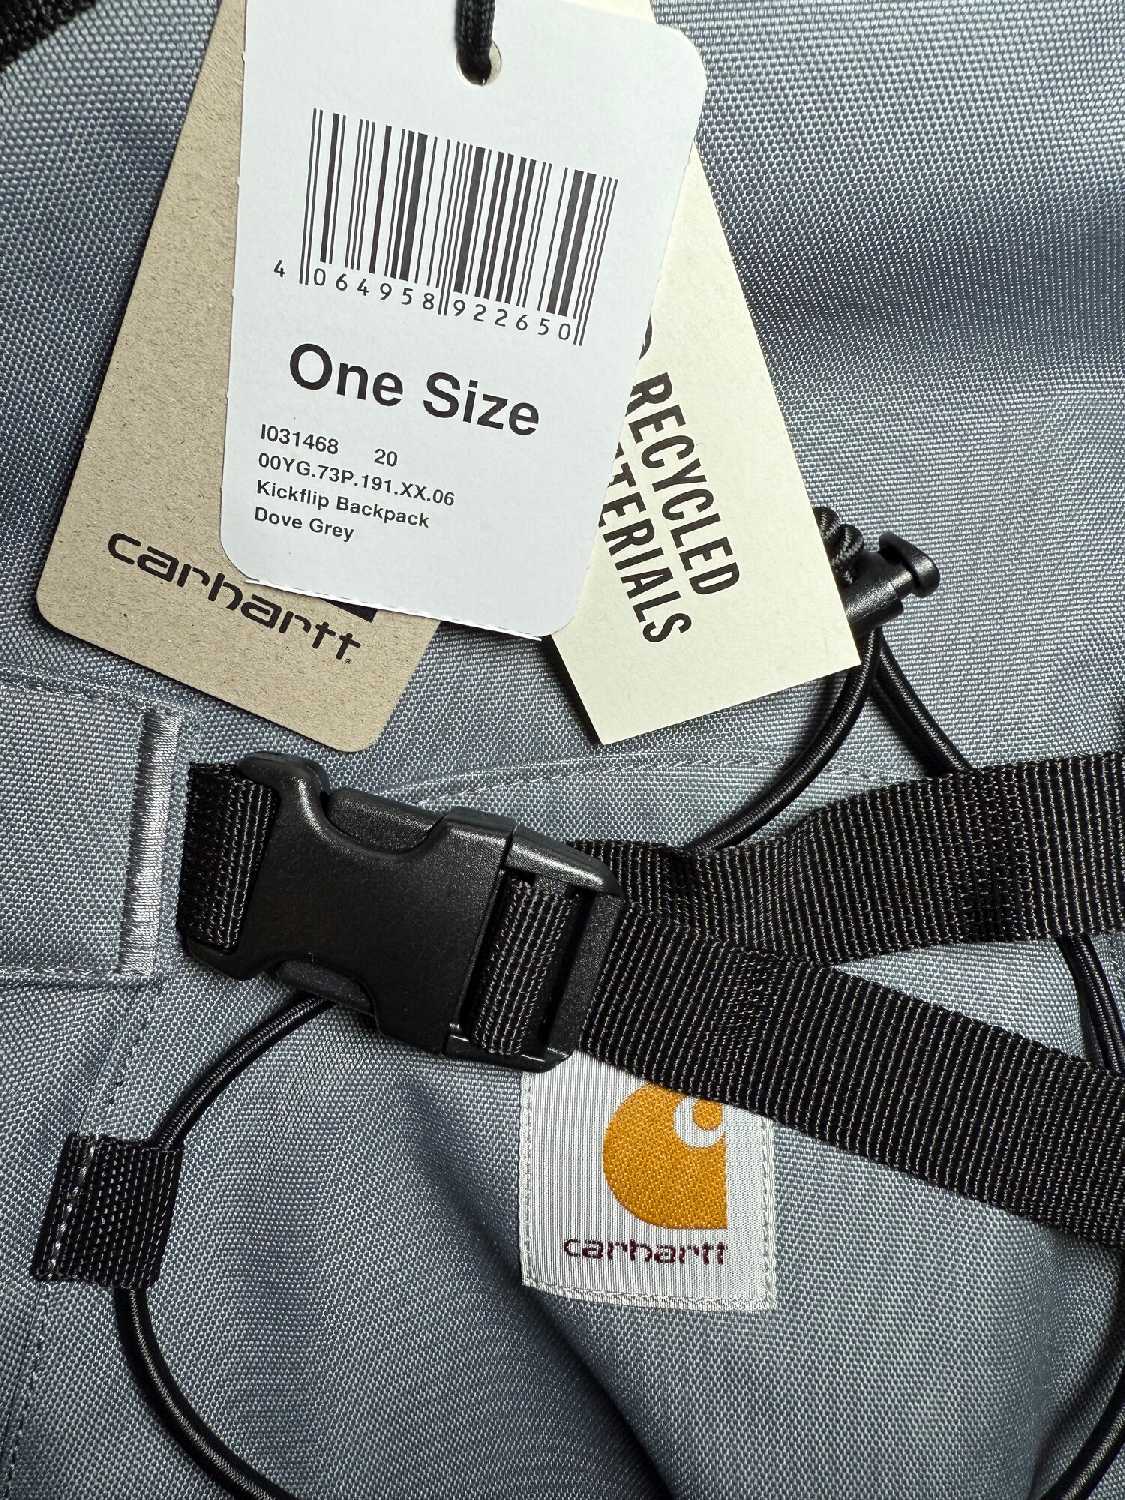 4 064958 922650
One Size
I031468 20
00YG.73P.191.XX.06
Kickflip Backpack
Dove Grey
carhartt
RECYCLED
carhartt